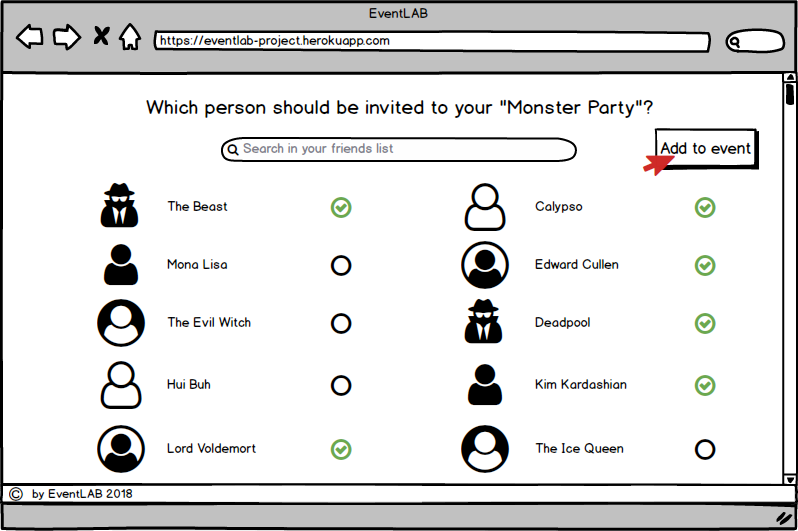 EventLAB
https://eventlab-project.herokuapp.com
Which person should be invited to your "Monster Party"?
Search in your friends list
Add to event
The Beast
Calypso
Mona Lisa
Edward Cullen
The Evil Witch
Deadpool
Hui Buh
Kim Kardashian
Lord Voldemort
The Ice Queen
© by EventLAB 2018